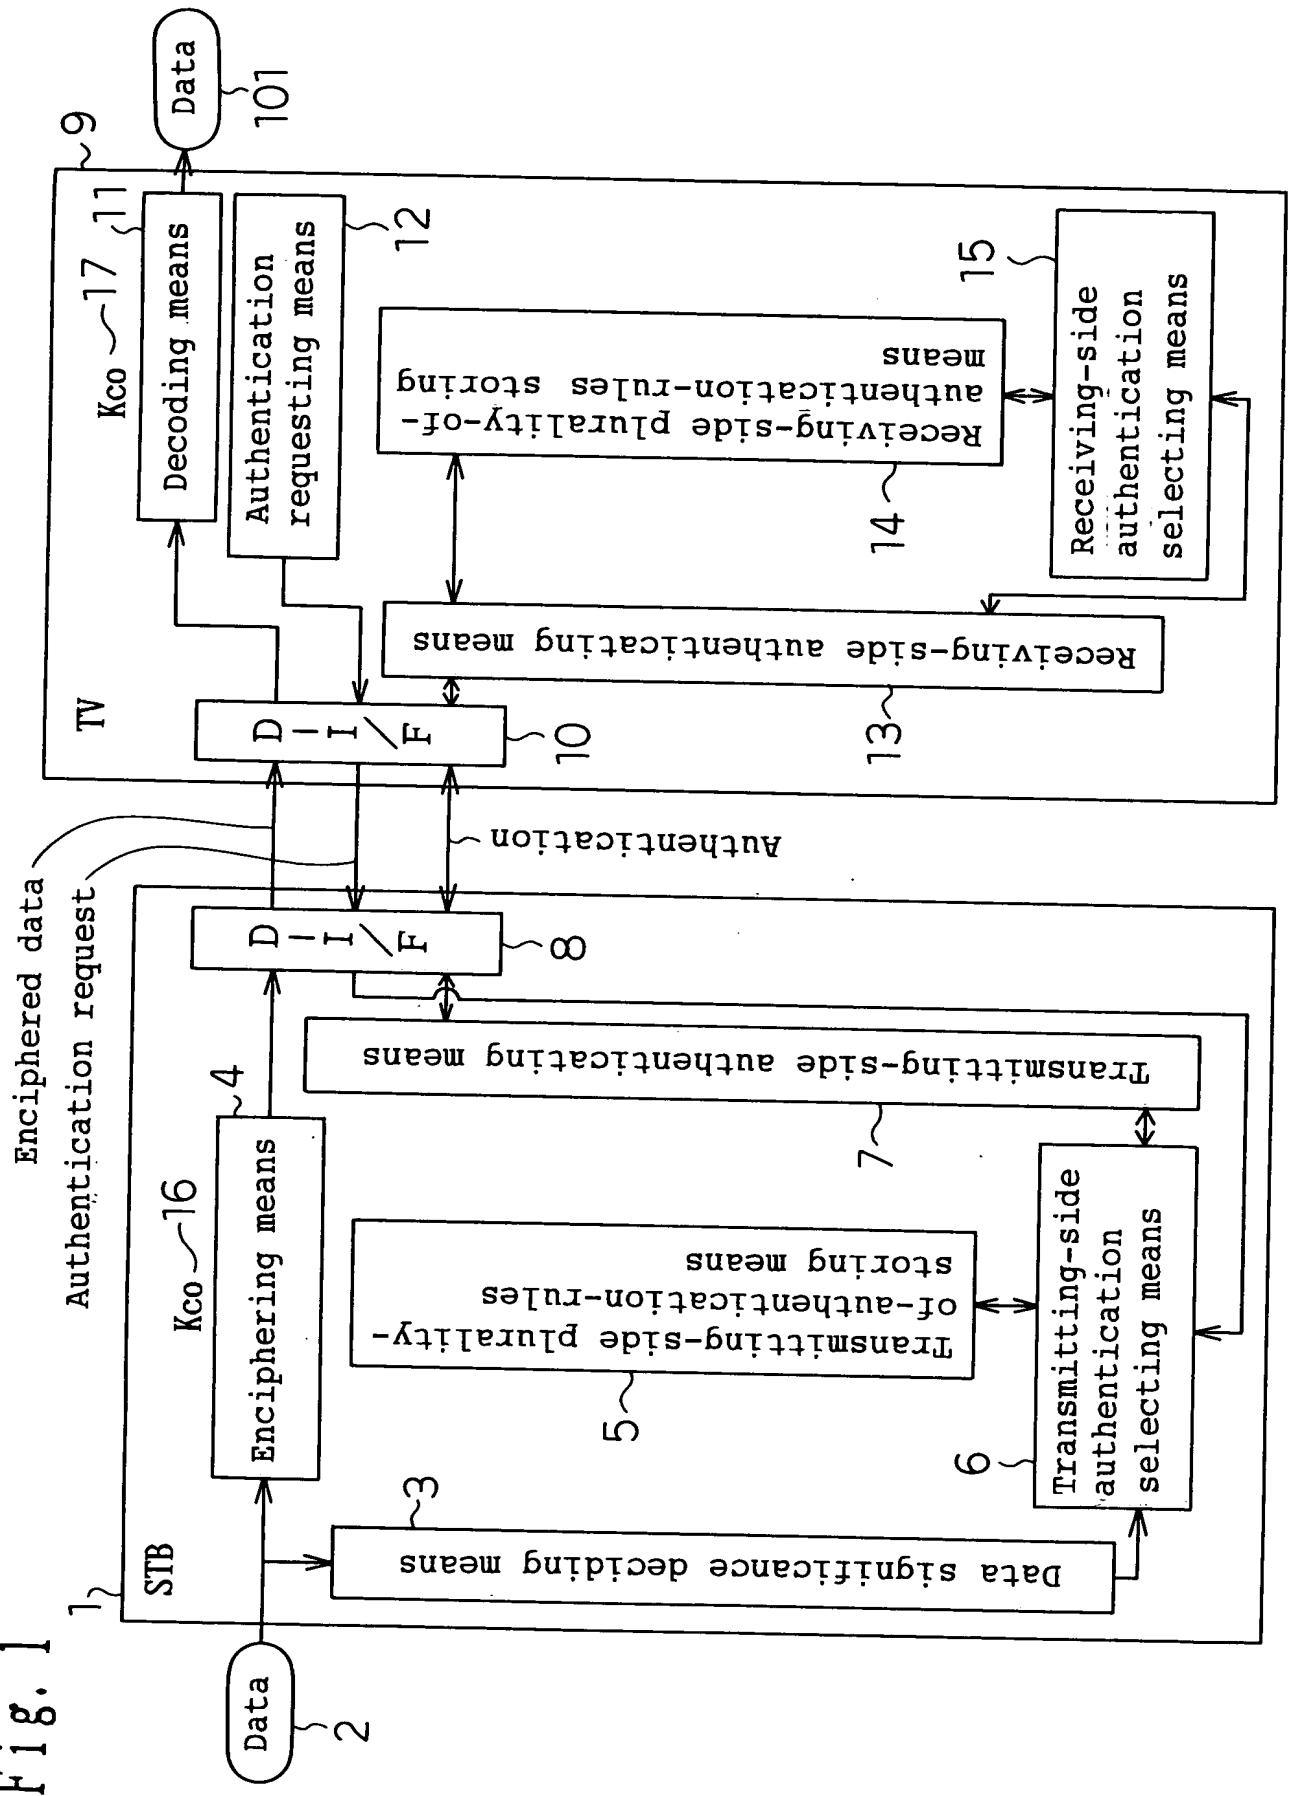 Fig. 1
Enciphered data
Authentication request
1
STB
Data
2
Kco
16
Enciphering means
4
Data significance deciding means
3
Transmitting-side plurality-
of-authentication-rules
storing means
5
Transmitting-side
authentication
selecting means
6
Transmitting-side authenticating means
7
D-I/F
8
Authentication
9
TV
D-I/F
10
Kco
17
Decoding means
11
Data
101
Authentication
requesting means
12
Receiving-side authenticating means
13
Receiving-side plurality-of-
authentication-rules storing
means
14
Receiving-side
authentication
selecting means
15